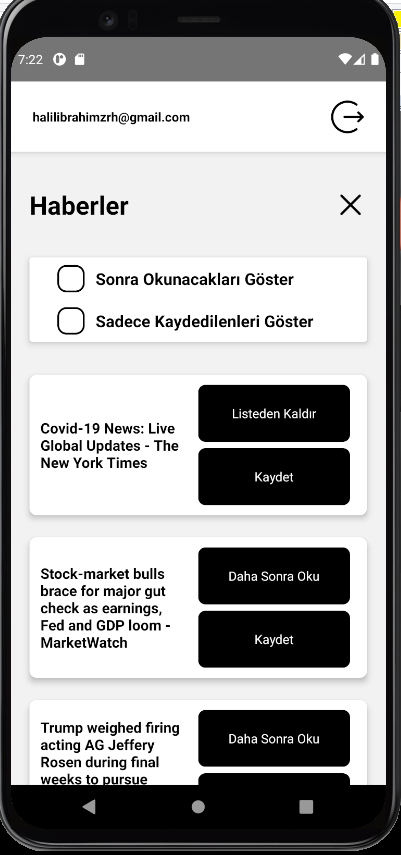 7:22
halilibrahimzrh@gmail.com
Haberler
Sonra Okunacakları Göster
Sadece Kaydedilenleri Göster
Covid-19 News: Live
Global Updates - The
New York Times
Listeden Kaldır
Kaydet
Stock-market bulls
brace for major gut
check as earnings,
Fed and GDP loom -
MarketWatch
Daha Sonra Oku
Kaydet
Trump weighed firing
acting AG Jeffery
Rosen during final
weeks to pursue
Daha Sonra Oku